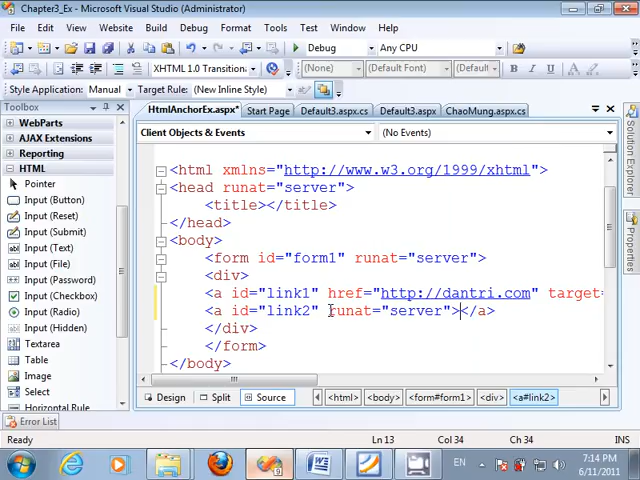 Chapter3_Ex - Microsoft Visual Studio (Administrator)
File Edit View Website Build Debug Format Tools Test Window Help
Debug Any CPU
XHTML 1.0 Transition (None) (Default Font) (Default
Style Application: Manual Target Rule: (New Inline Style)
Toolbox
HtmlAnchorEx.aspx* Start Page Default3.aspx.cs Default3.aspx ChaoMung.aspx.cs
Client Objects & Events (No Events)
WebParts
AJAX Extensions
Reporting
HTML
Pointer
Input (Button)
Input (Reset)
Input (Submit)
Input (Text)
Input (File)
Input (Password)
Input (Checkbox)
Input (Radio)
Input (Hidden)
Textarea
Table
Image
Select
Horizontal Rule
<html xmlns="http://www.w3.org/1999/xhtml">
<head runat="server">
<title></title>
</head>
<body>
<form id="form1" runat="server">
<div>
<a id="link1" href="http://dantri.com" target=
<a id="link2" runat="server"></a>
</div>
</form>
</body>
Solution Explorer
Properties
Design Split Source <html> <body> <form#form1> <div> <a#link2>
Error List
Ready Ln 13 Col 34 Ch 34 INS
EN 7:14 PM
6/11/2011